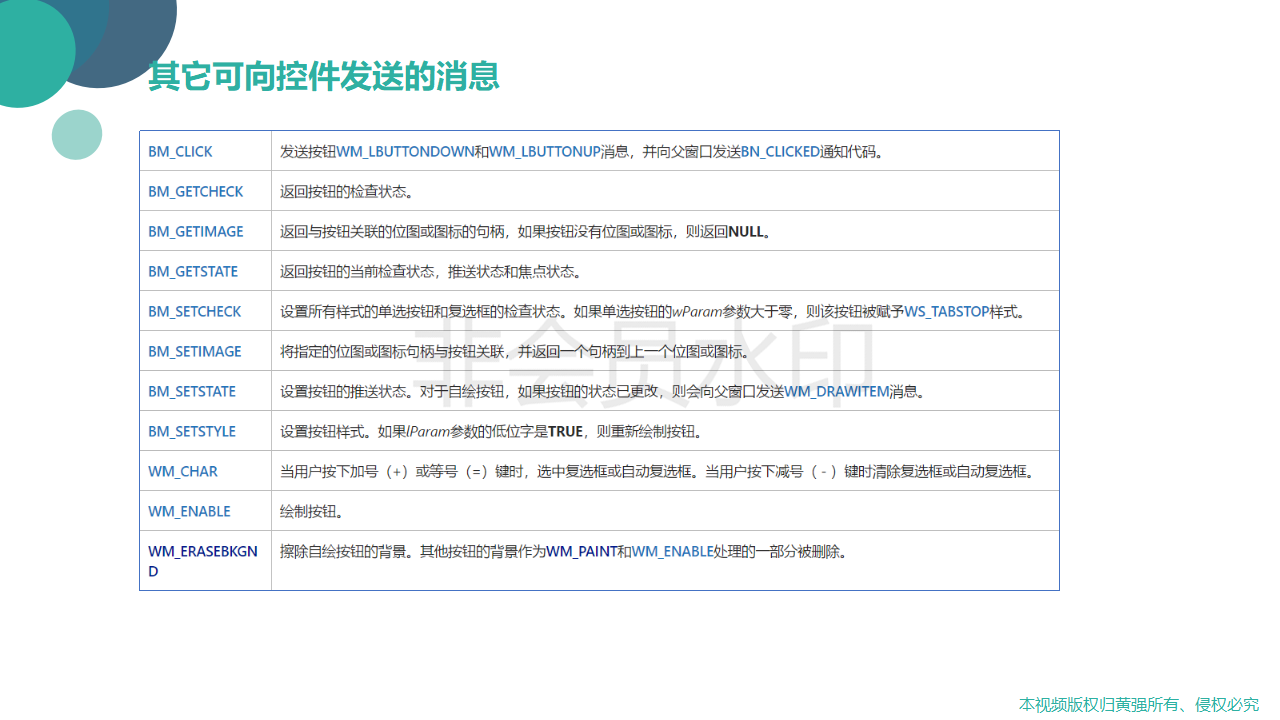 其它可向控件发送的消息
BM_CLICK 发送按钮WM_LBUTTONDOWN和WM_LBUTTONUP消息，并向父窗口发送BN_CLICKED通知代码。
BM_GETCHECK 返回按钮的检查状态。
BM_GETIMAGE 返回与按钮关联的位图或图标的句柄，如果按钮没有位图或图标，则返回NULL。
BM_GETSTATE 返回按钮的当前检查状态，推送状态和焦点状态。
BM_SETCHECK 设置所有样式的单选按钮和复选框的检查状态。如果单选按钮的wParam参数大于零，则该按钮被赋予WS_TABSTOP样式。
BM_SETIMAGE 将指定的位图或图标句柄与按钮关联，并返回一个句柄到上一个位图或图标。
BM_SETSTATE 设置按钮的推送状态。对于自绘按钮，如果按钮的状态已更改，则会向父窗口发送WM_DRAWITEM消息。
BM_SETSTYLE 设置按钮样式。如果lParam参数的低位字是TRUE，则重新绘制按钮。
WM_CHAR 当用户按下加号（+）或等号（=）键时，选中复选框或自动复选框。当用户按下减号（ - ）键时清除复选框或自动复选框。
WM_ENABLE 绘制按钮。
WM_ERASEBKGN 擦除自绘按钮的背景。其他按钮的背景作为WM_PAINT和WM_ENABLE处理的一部分被删除。
D
非会员水印
本视频版权归黄强所有、侵权必究